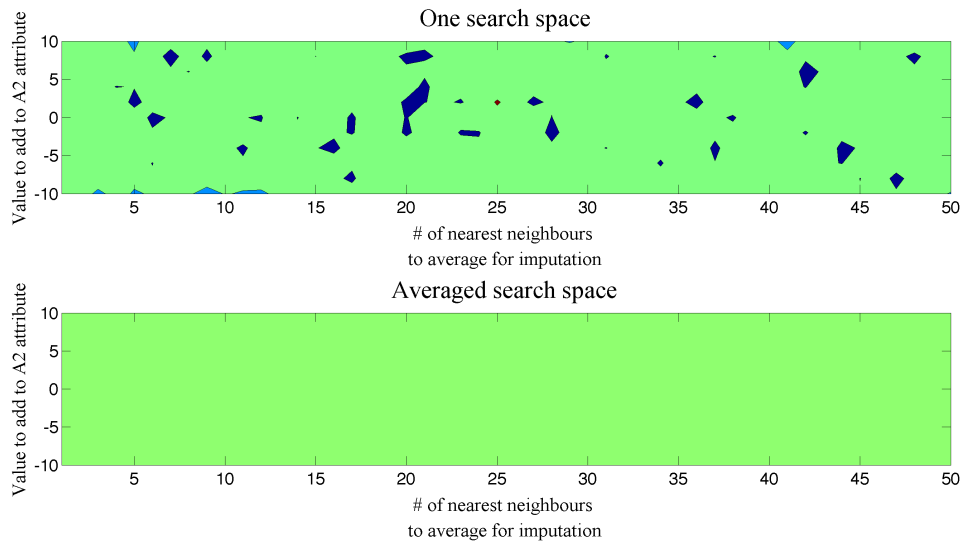 One search space
Value to add to A2 attribute
10
5
0
-5
-10
5 10 15 20 25 30 35 40 45 50
# of nearest neighbours
to average for imputation
Averaged search space
Value to add to A2 attribute
10
5
0
-5
-10
5 10 15 20 25 30 35 40 45 50
# of nearest neighbours
to average for imputation